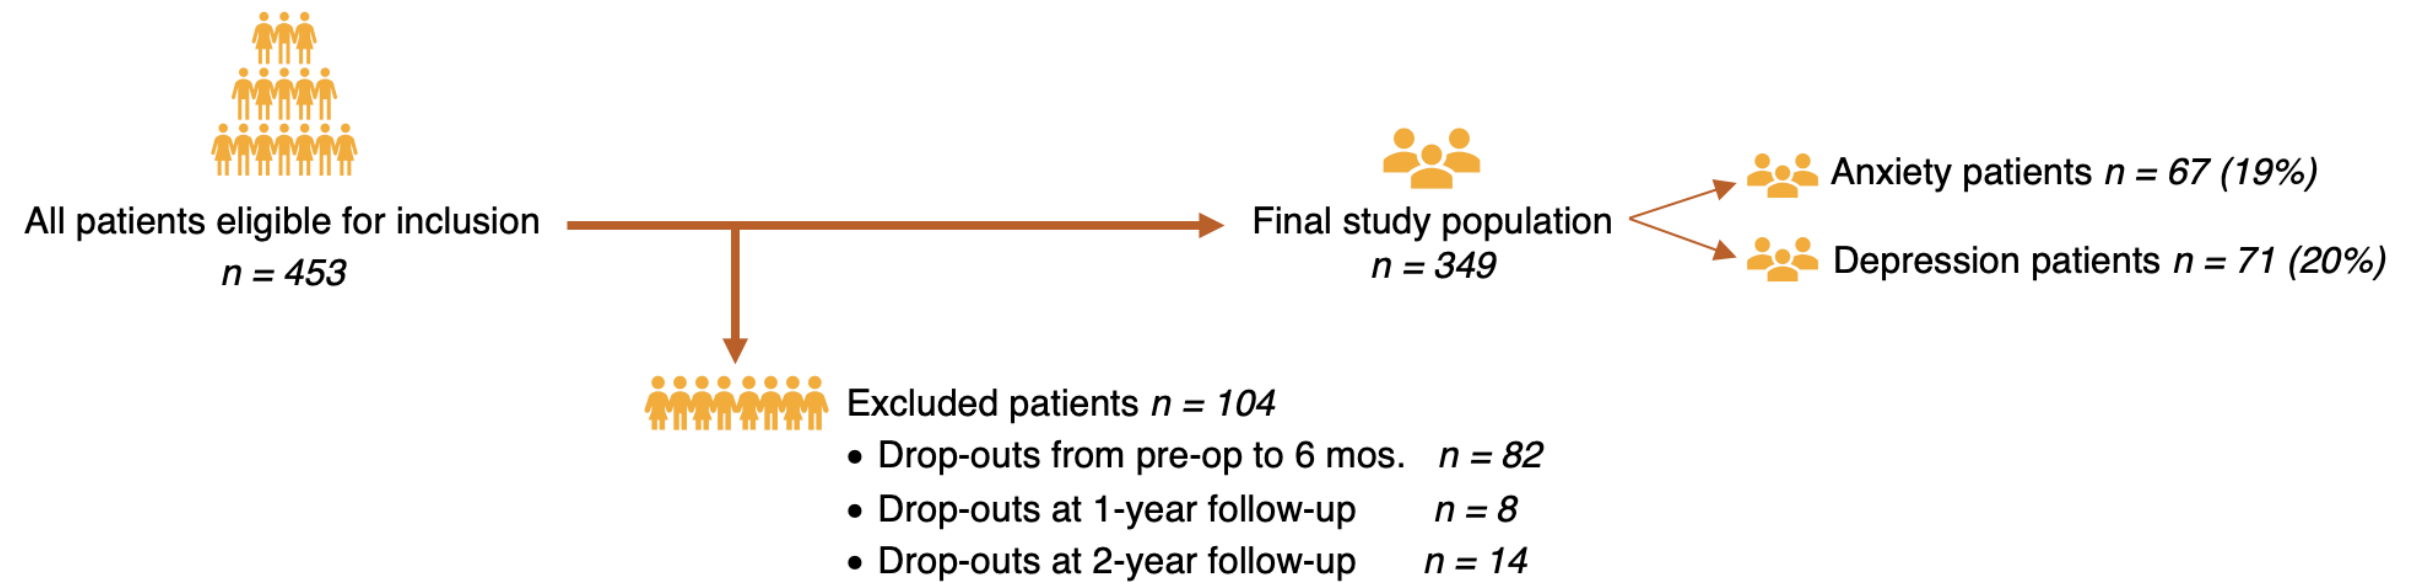 All patients eligible for inclusion
n = 453
Final study population
n = 349
Anxiety patients n = 67 (19%)
Depression patients n = 71 (20%)
Excluded patients n = 104
• Drop-outs from pre-op to 6 mos. n = 82
• Drop-outs at 1-year follow-up n = 8
• Drop-outs at 2-year follow-up n = 14